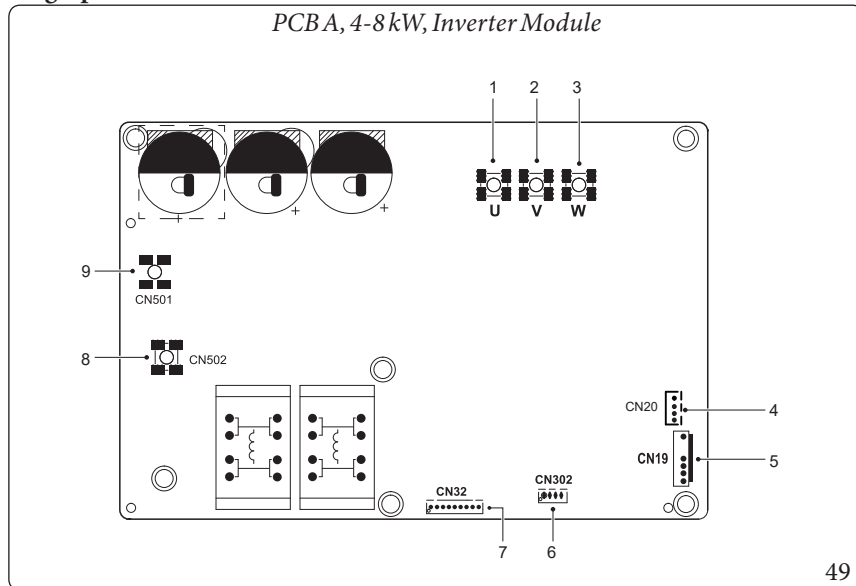 PCB A, 4-8 kW, Inverter Module
1 2 3
U V W
9
CN501
8
CN502
CN20
4
CN19
5
CN302
CN32
7
6
49